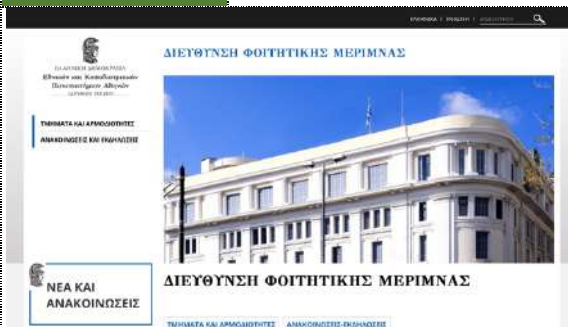 ΕΛΛΗΝΙΚΑ | ENGLISH |
ΔΙΕΥΘΥΝΣΗ ΦΟΙΤΗΤΙΚΗΣ ΜΕΡΙΜΝΑΣ
ΕΛΛΗΝΙΚΗ ΔΗΜΟΚΡΑΤΙΑ
Εθνικόν και Καποδιστριακόν
Πανεπιστήμιον Αθηνών
ΤΜΗΜΑΤΑ ΚΑΙ ΑΡΜΟΔΙΟΤΗΤΕΣ
ΑΝΑΚΟΙΝΩΣΕΙΣ ΚΑΙ ΕΚΔΗΛΩΣΕΙΣ
ΝΕΑ ΚΑΙ
ΑΝΑΚΟΙΝΩΣΕΙΣ
ΔΙΕΥΘΥΝΣΗ ΦΟΙΤΗΤΙΚΗΣ ΜΕΡΙΜΝΑΣ
ΤΜΗΜΑΤΑ ΚΑΙ ΑΡΜΟΔΙΟΤΗΤΕΣ ΑΝΑΚΟΙΝΩΣΕΙΣ-ΕΚΔΗΛΩΣΕΙΣ